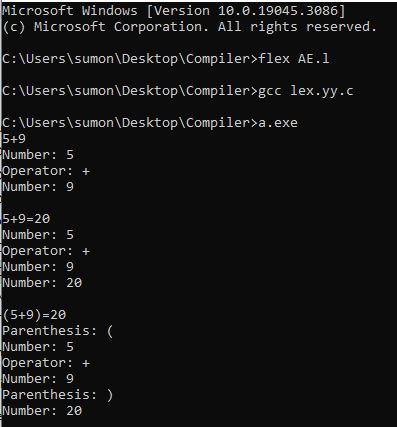 Microsoft Windows [Version 10.0.19045.3086]
(c) Microsoft Corporation. All rights reserved.
C:\Users\sumon\Desktop\Compiler>flex AE.l
C:\Users\sumon\Desktop\Compiler>gcc lex.yy.c
C:\Users\sumon\Desktop\Compiler>a.exe
5+9
Number: 5
Operator: +
Number: 9
5+9=20
Number: 5
Operator: +
Number: 9
Number: 20
(5+9)=20
Parenthesis: (
Number: 5
Operator: +
Number: 9
Parenthesis: )
Number: 20